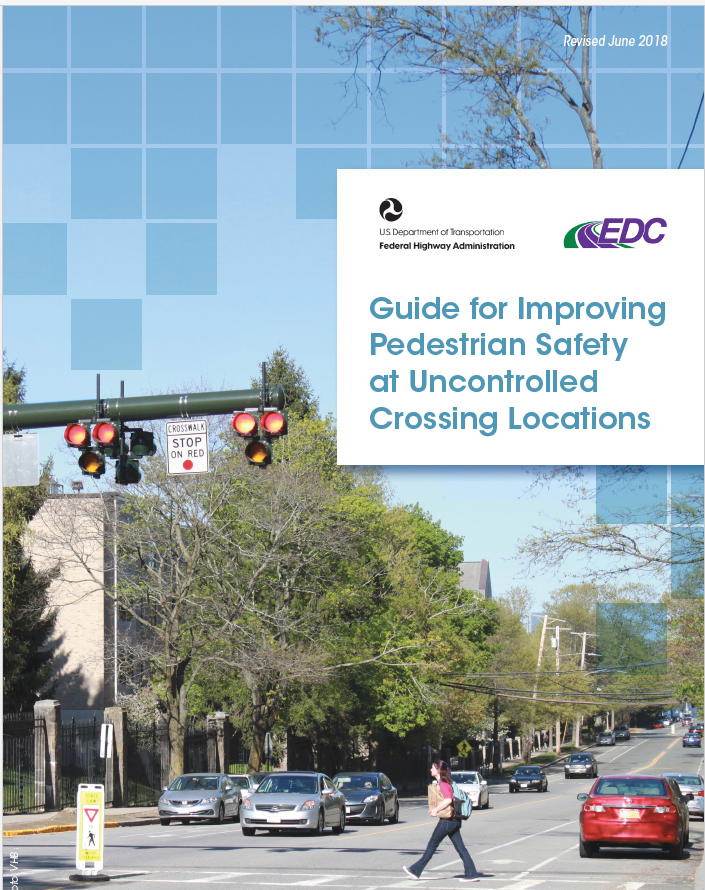 Revised June 2018
U.S. Department of Transportation
Federal Highway Administration
EDC
Guide for Improving
Pedestrian Safety
at Uncontrolled
Crossing Locations
CROSSWALK
STOP
ON RED